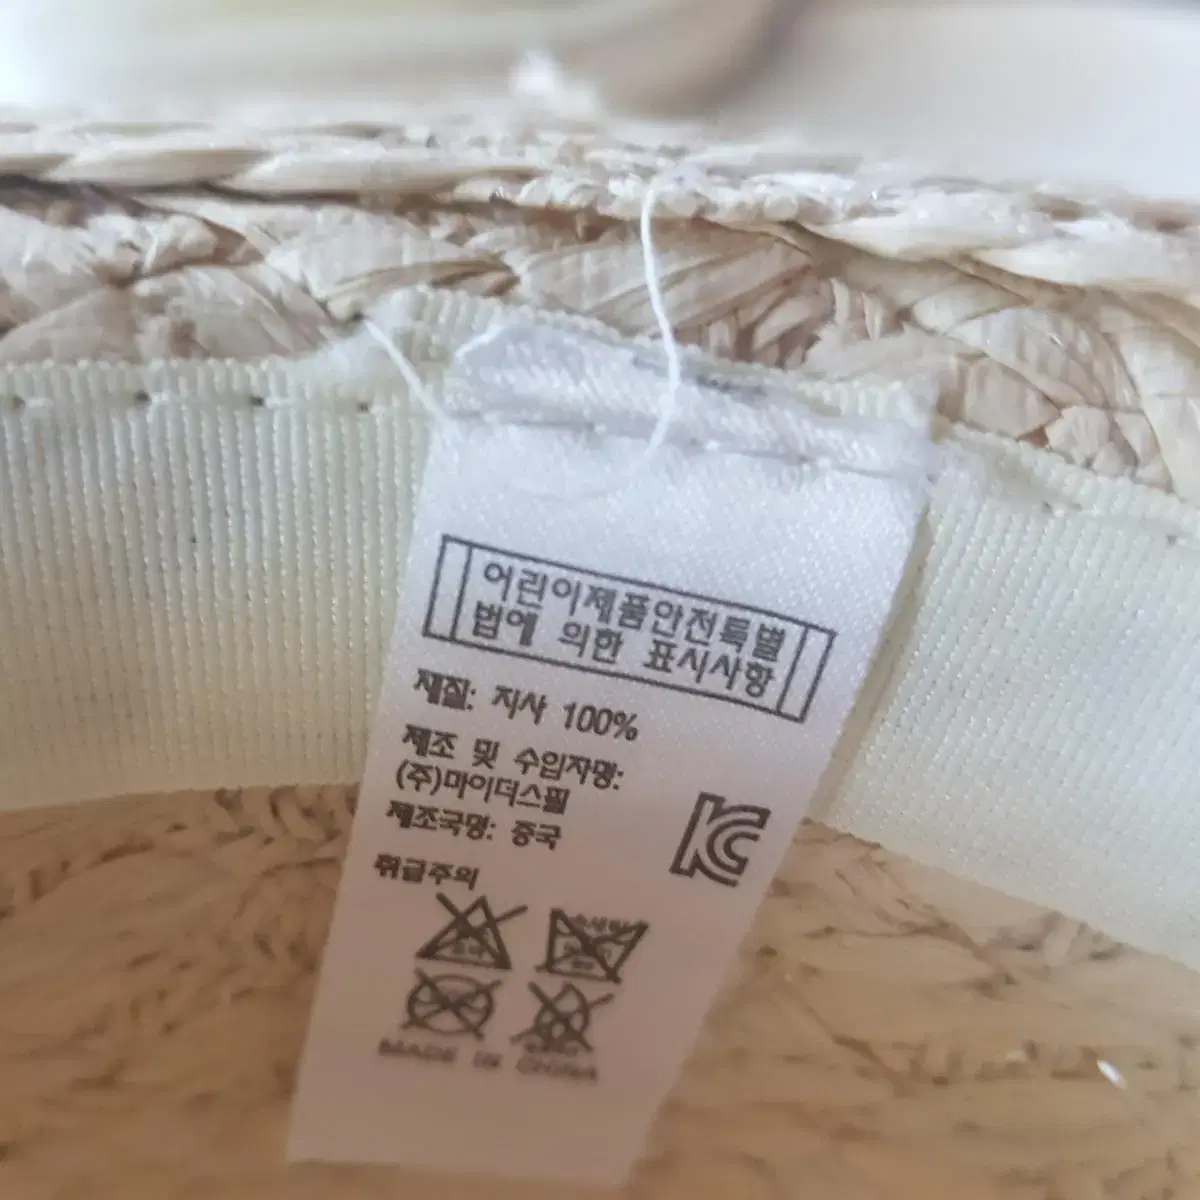 어린이제품안전특별
법에 의한 표시사항
재질: 지사 100%
제조 및 수입자명:
(주)마이더스필
제조국명: 중국
KC
취급주의
MADE IN CHINA